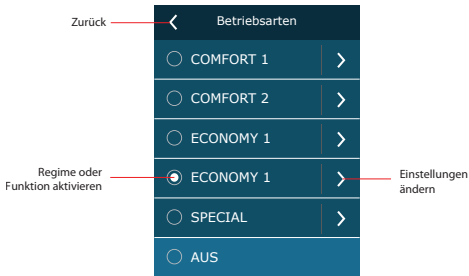 Zurück
Betriebsarten
COMFORT 1
COMFORT 2
ECONOMY 1
Regime oder
Funktion aktivieren
ECONOMY 1
Einstellungen
ändern
SPECIAL
AUS